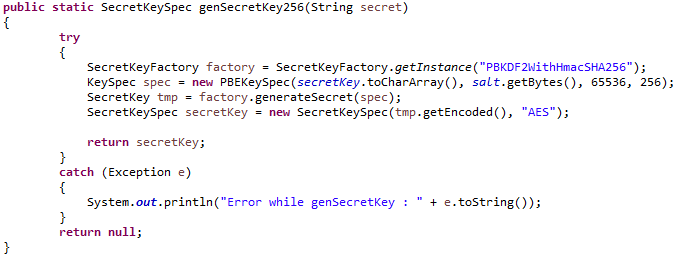 public static SecretKeySpec genSecretKey256(String secret)
{
try
{
SecretKeyFactory factory = SecretKeyFactory.getInstance("PBKDF2WithHmacSHA256");
KeySpec spec = new PBEKeySpec(secretKey.toCharArray(), salt.getBytes(), 65536, 256);
SecretKey tmp = factory.generateSecret(spec);
SecretKeySpec secretKey = new SecretKeySpec(tmp.getEncoded(), "AES");
return secretKey;
}
catch (Exception e)
{
System.out.println("Error while genSecretKey : " + e.toString());
}
return null;
}